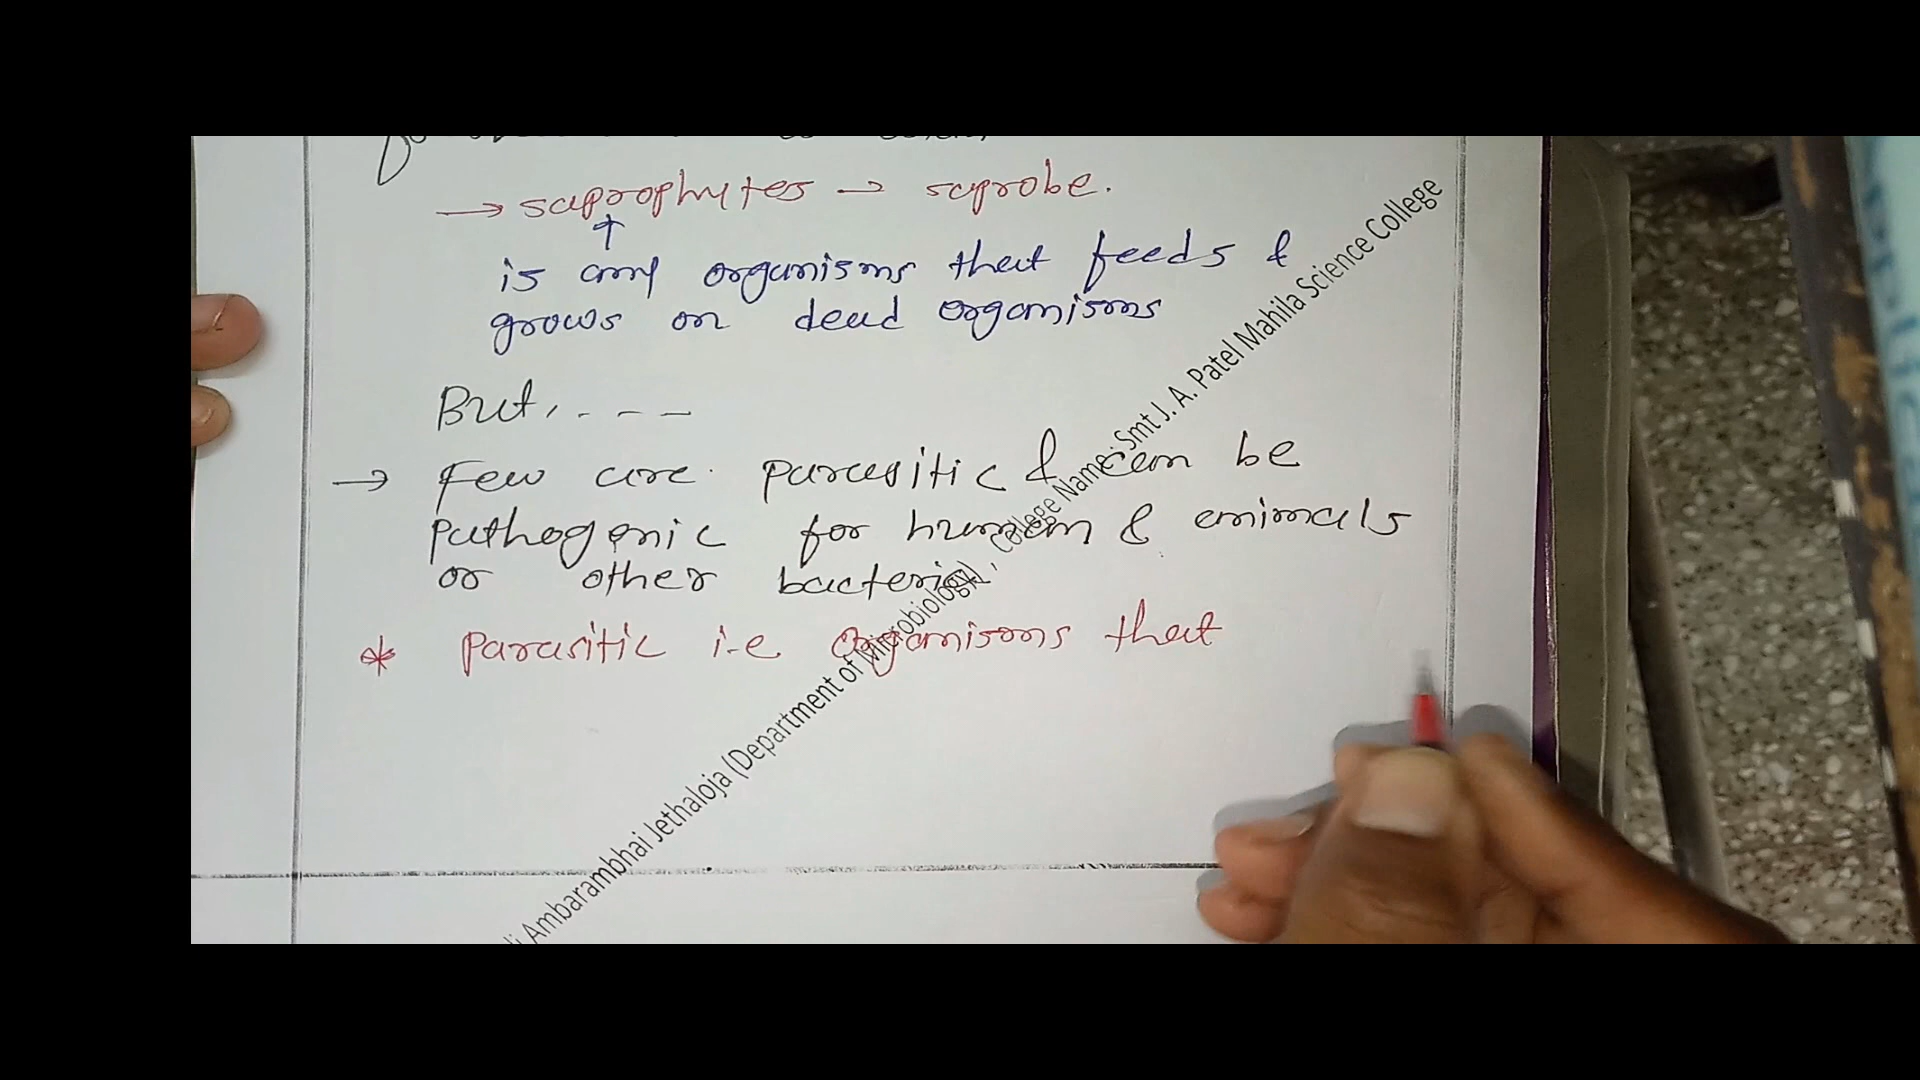 → saprophytes → saprobe.
↑
is any organisms that feeds &
grows on dead organisms
But, - - -
→ Few are parasitic & can be
pathogenic for human & animals
or other bacteria
* Parasitic i.e organisms that
Ambarambhai Jethaloja (Department of Microbiology), College Name: Smt J. A. Patel Mahila Science College